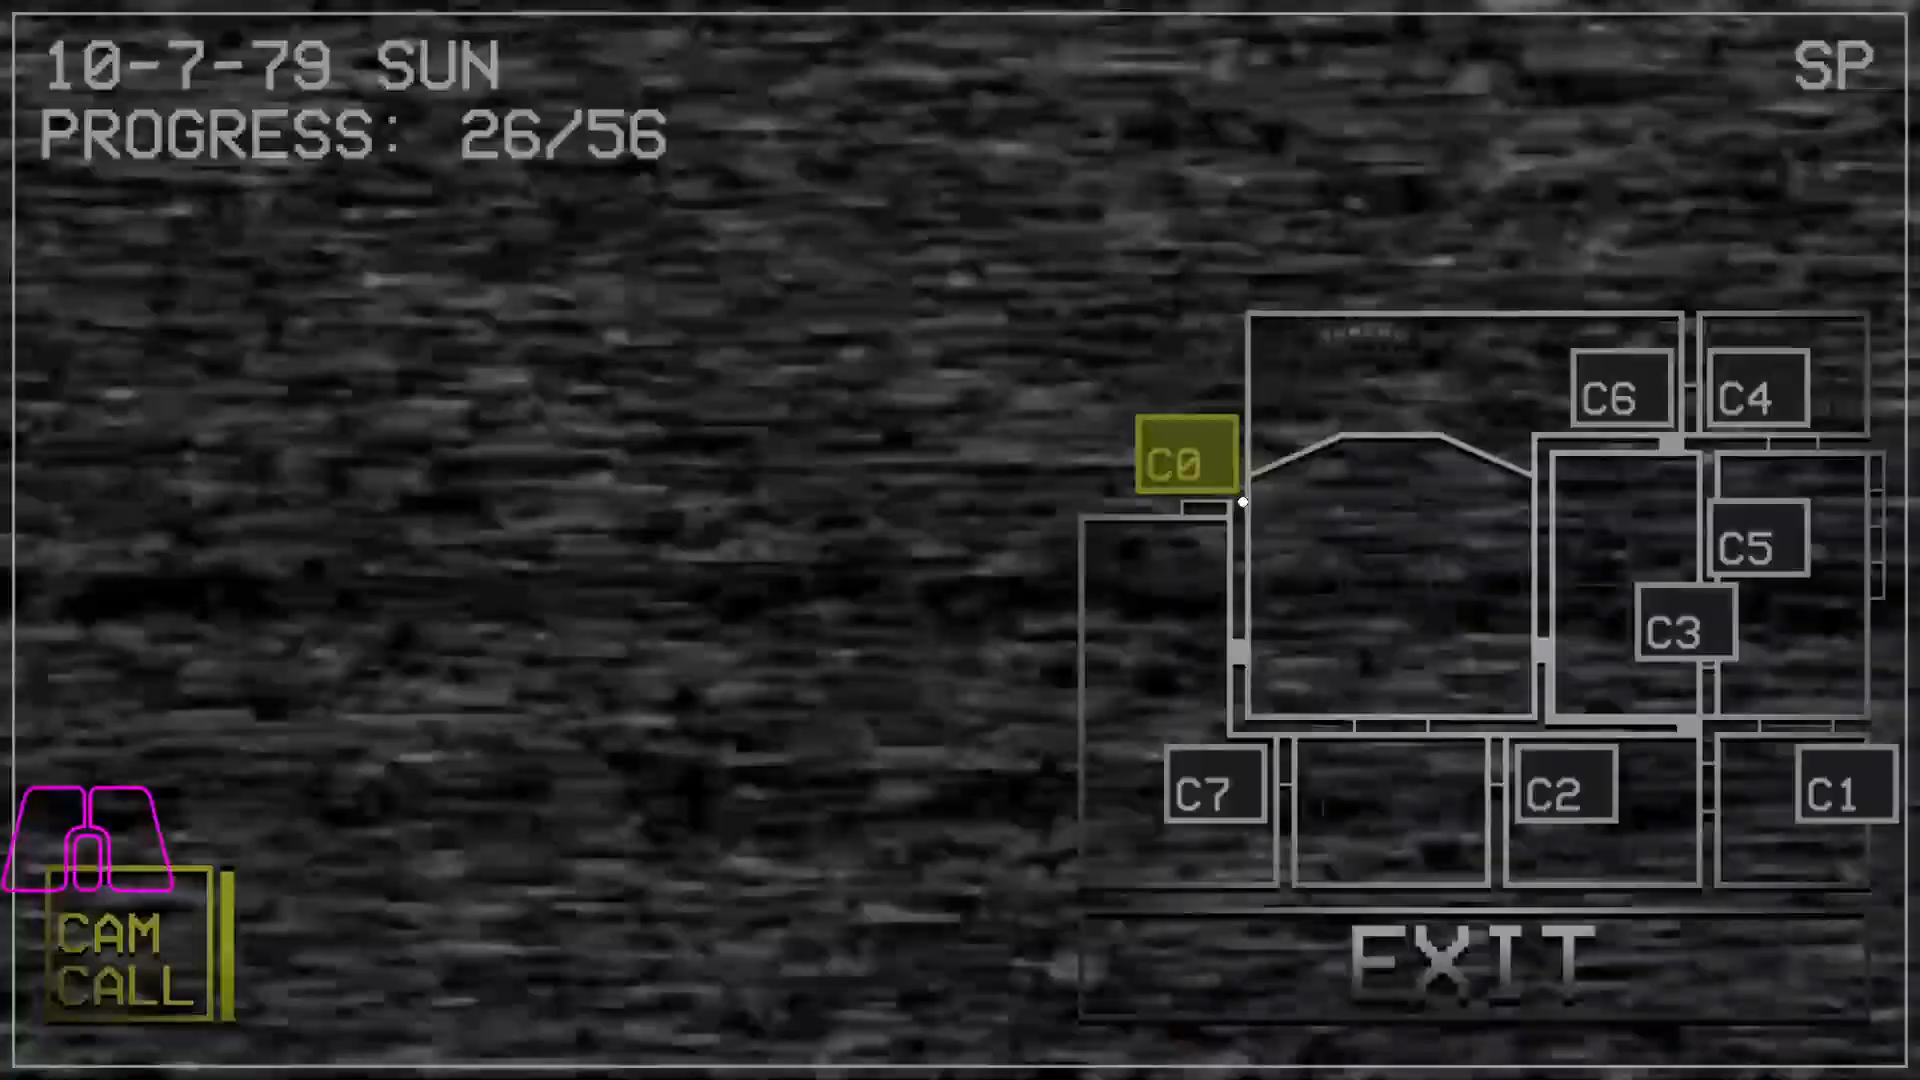 10-7-79 SUN
SP
PROGRESS: 26/56
C6
C4
C0
C5
C3
C7
C2
C1
CAM
CALL
EXIT